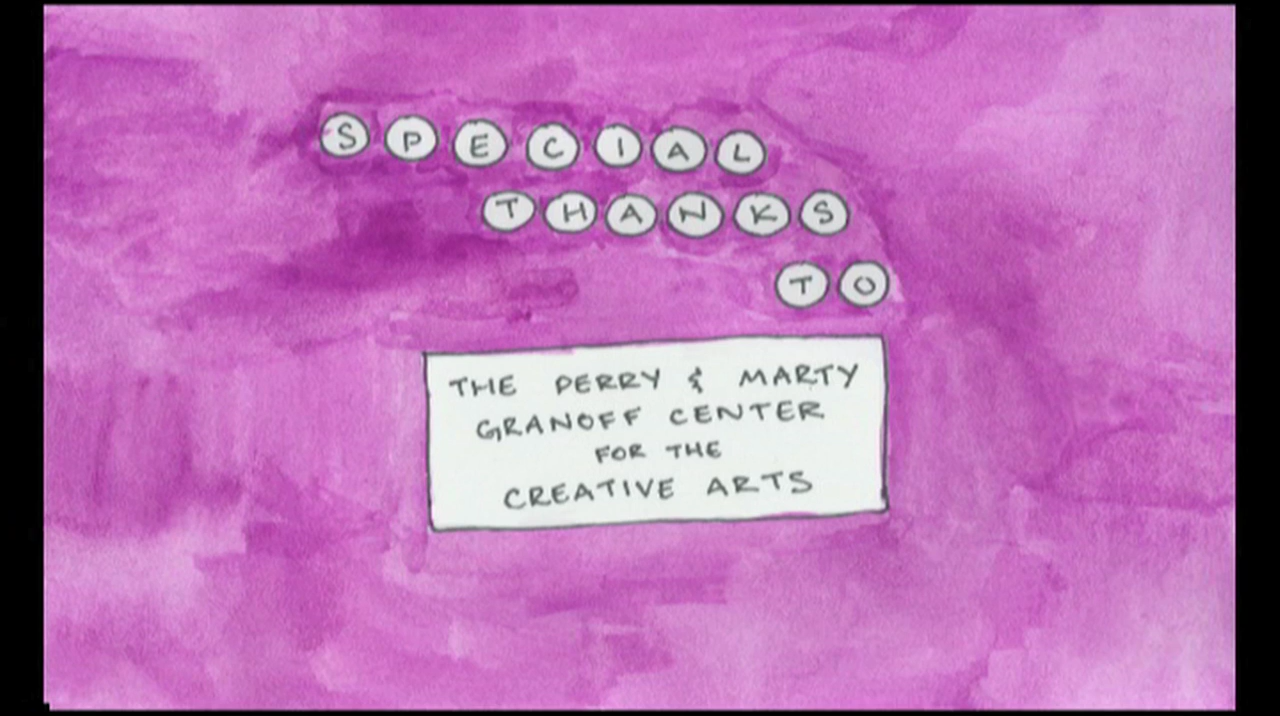 SPECIAL
THANKS
TO
THE PERRY & MARTY
GRANOFF CENTER
FOR THE
CREATIVE ARTS